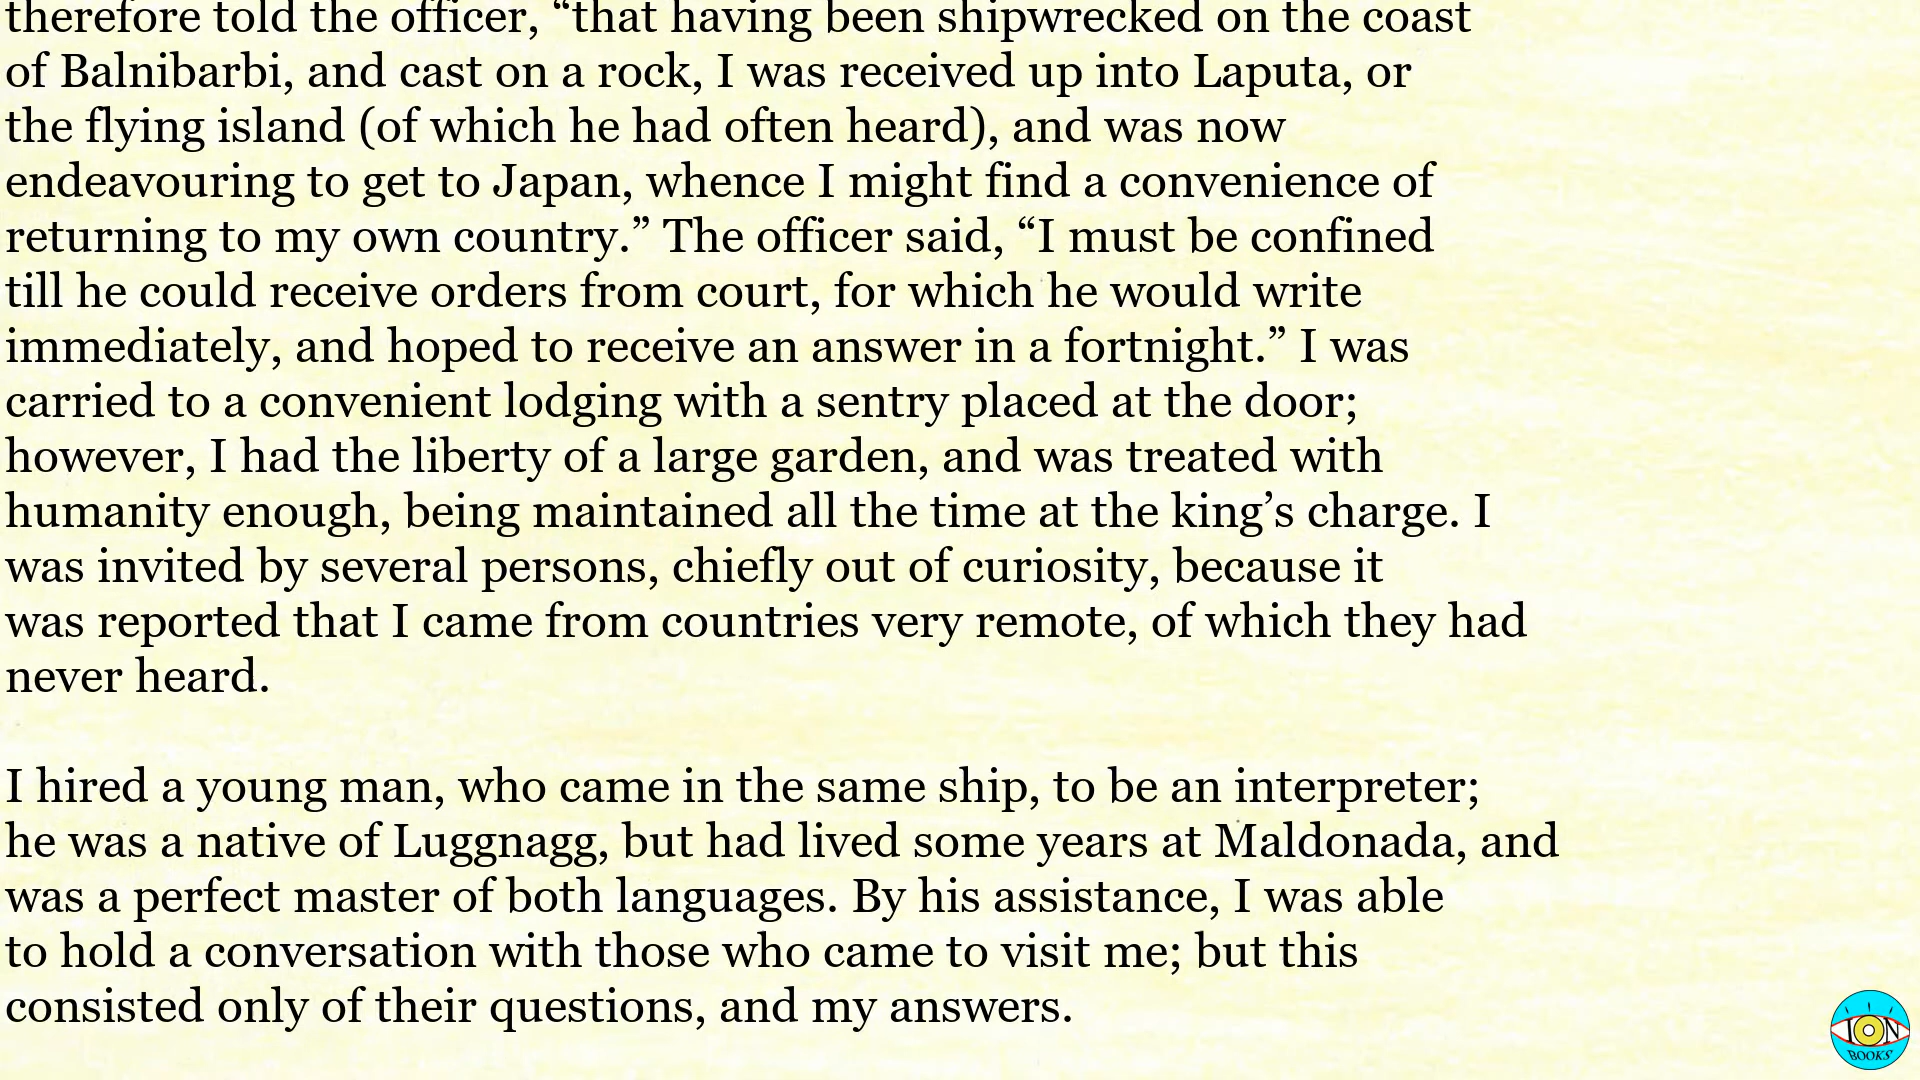 therefore told the officer, “that having been shipwrecked on the coast
of Balnibarbi, and cast on a rock, I was received up into Laputa, or
the flying island (of which he had often heard), and was now
endeavouring to get to Japan, whence I might find a convenience of
returning to my own country.” The officer said, “I must be confined
till he could receive orders from court, for which he would write
immediately, and hoped to receive an answer in a fortnight.” I was
carried to a convenient lodging with a sentry placed at the door;
however, I had the liberty of a large garden, and was treated with
humanity enough, being maintained all the time at the king’s charge. I
was invited by several persons, chiefly out of curiosity, because it
was reported that I came from countries very remote, of which they had
never heard.
I hired a young man, who came in the same ship, to be an interpreter;
he was a native of Luggnagg, but had lived some years at Maldonada, and
was a perfect master of both languages. By his assistance, I was able
to hold a conversation with those who came to visit me; but this
consisted only of their questions, and my answers.
ION
BOOKS